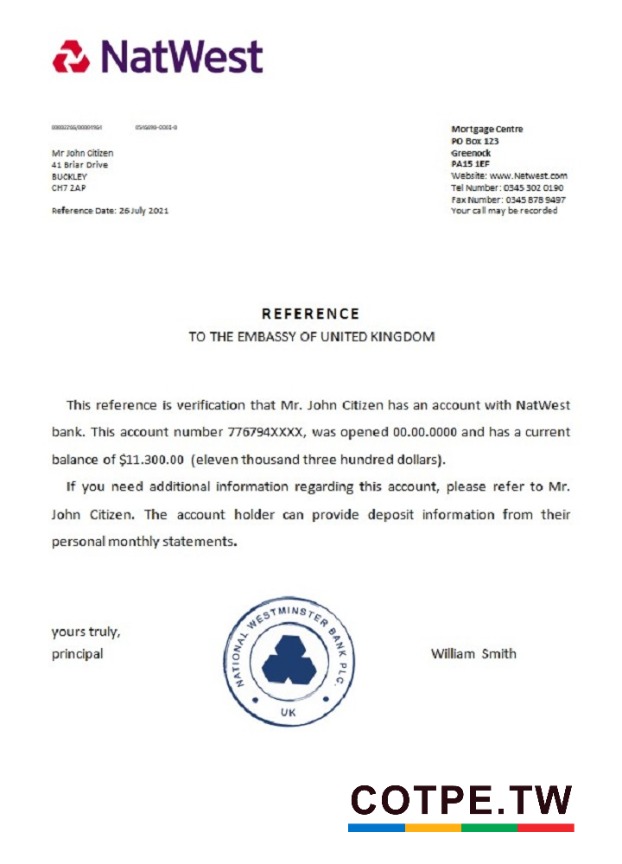 NatWest
Mortgage Centre
PO Box 123
Greenock
PA15 1EF
Website: www.Netwest.com
Tel Number: 0345 302 0190
Fax Number: 0345 878 9497
Your call may be recorded
Mr John Citizen
41 Briar Drive
BUCKLEY
CH7 2AP
Reference Date: 26 July 2021
REFERENCE
TO THE EMBASSY OF UNITED KINGDOM
This reference is verification that Mr. John Citizen has an account with NatWest
bank. This account number 776794XXXX, was opened 00.00.0000 and has a current
balance of $11.300.00 (eleven thousand three hundred dollars).
If you need additional information regarding this account, please refer to Mr.
John Citizen. The account holder can provide deposit information from their
personal monthly statements.
yours truly,
principal
NATIONAL WESTMINSTER BANK PLC.
UK
William Smith
COTPE.TW